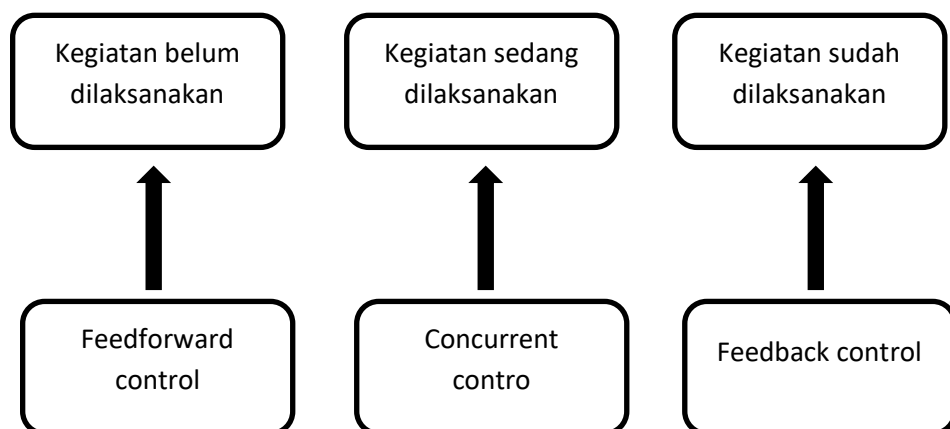 Kegiatan belum
dilaksanakan
Kegiatan sedang
dilaksanakan
Kegiatan sudah
dilaksanakan
Feedforward
control
Concurrent
contro
Feedback control